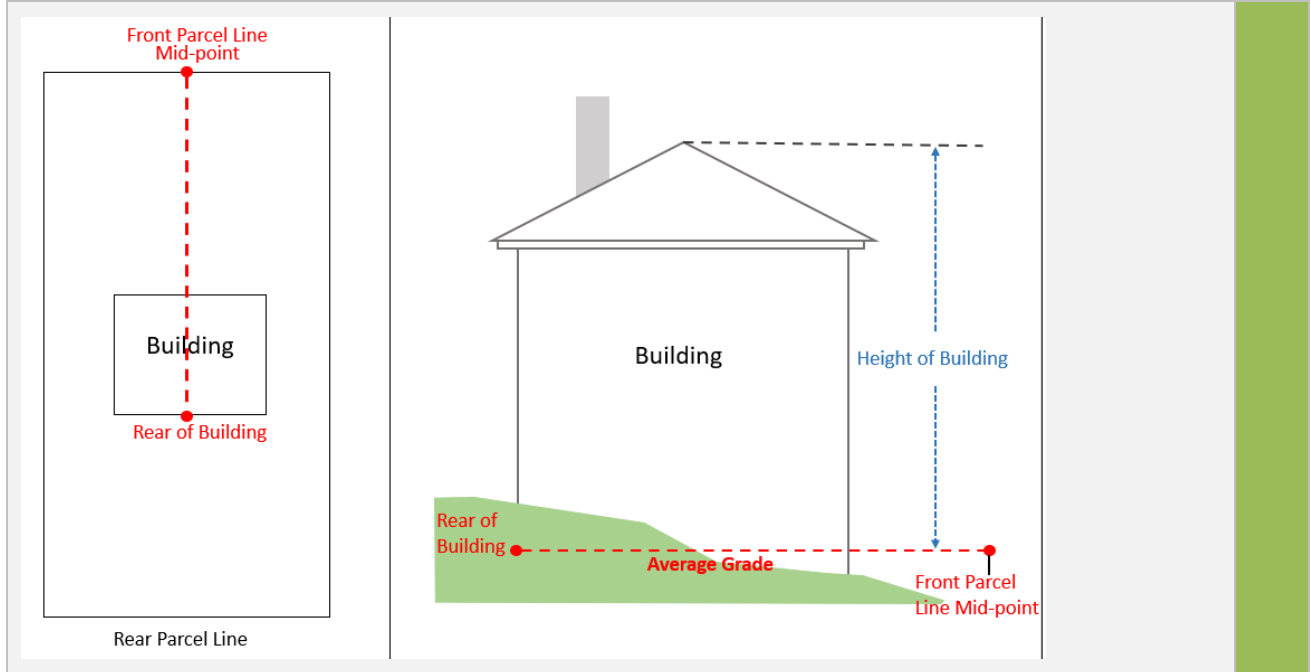 Front Parcel Line
Mid-point
Building
Rear of Building
Rear Parcel Line
Building
Height of Building
Rear of
Building
Average Grade
Front Parcel
Line Mid-point